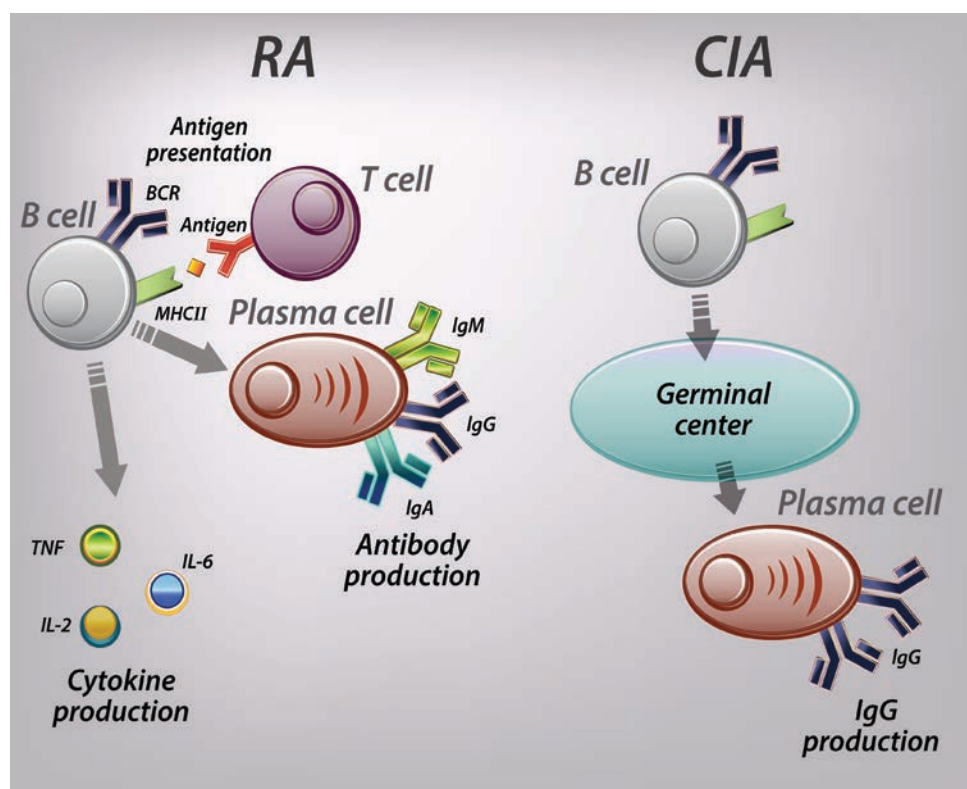 RA
CIA
Antigen
presentation
T cell
B cell
BCR
Antigen
MHCII
Plasma cell
IgM
IgG
IgA
Antibody
production
TNF
IL-6
IL-2
Cytokine
production
B cell
Germinal
center
Plasma cell
IgG
IgG
production